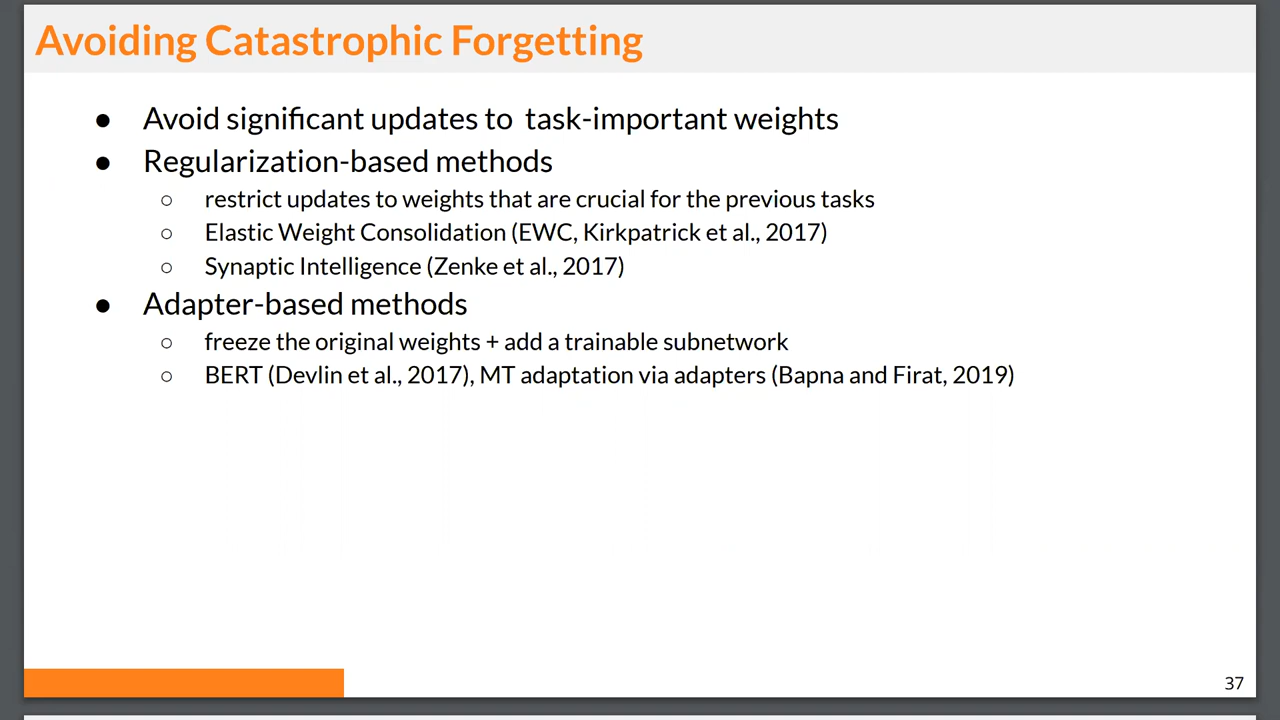 Avoiding Catastrophic Forgetting
● Avoid significant updates to task-important weights
● Regularization-based methods
○ restrict updates to weights that are crucial for the previous tasks
○ Elastic Weight Consolidation (EWC, Kirkpatrick et al., 2017)
○ Synaptic Intelligence (Zenke et al., 2017)
● Adapter-based methods
○ freeze the original weights + add a trainable subnetwork
○ BERT (Devlin et al., 2017), MT adaptation via adapters (Bapna and Firat, 2019)
37